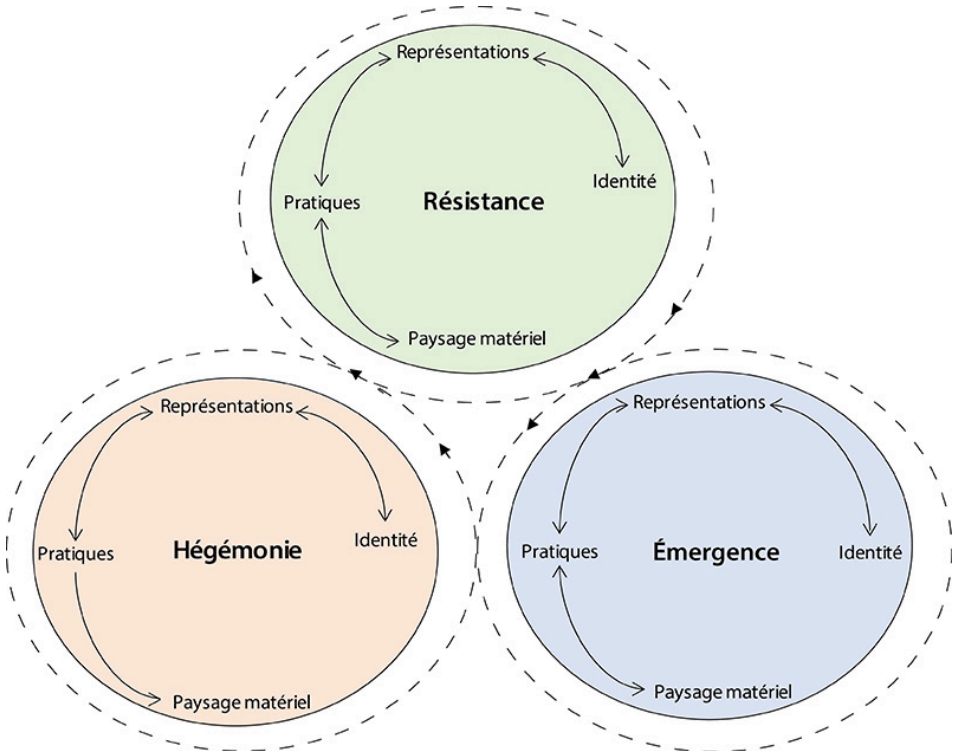 Représentations
Pratiques
Résistance
Identité
Paysage matériel
Représentations
Pratiques
Hégémonie
Identité
Paysage matériel
Représentations
Pratiques
Émergence
Identité
Paysage matériel